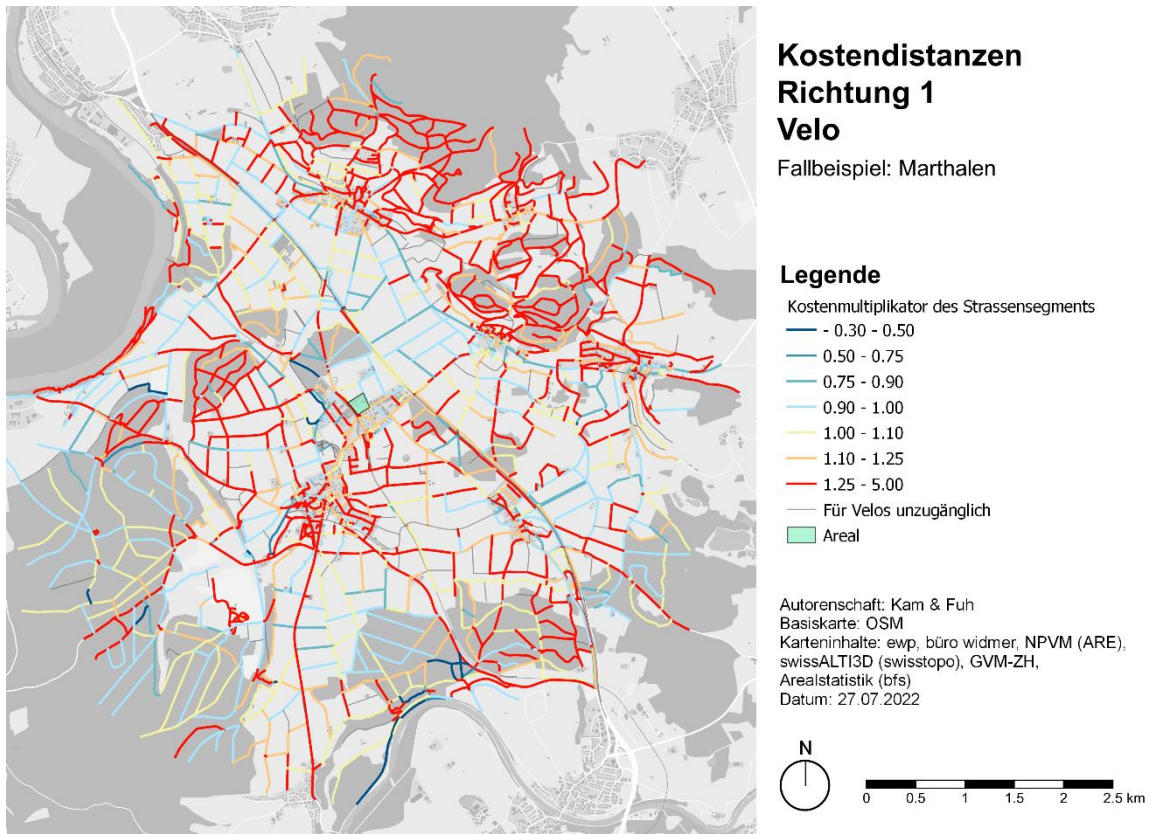 Kostendistanzen
Richtung 1
Velo
Fallbeispiel: Marthalen
Legende
Kostenmultiplikator des Strassensegments
- 0.30 - 0.50
0.50 - 0.75
0.75 - 0.90
0.90 - 1.00
1.00 - 1.10
1.10 - 1.25
1.25 - 5.00
Für Velos unzugänglich
Areal
Autorenschaft: Kam & Fuh
Basiskarte: OSM
Karteninhalte: ewp, büro widmer, NPVM (ARE),
swissALTI3D (swisstopo), GVM-ZH,
Arealstatistik (bfs)
Datum: 27.07.2022
N
0 0.5 1 1.5 2 2.5 km